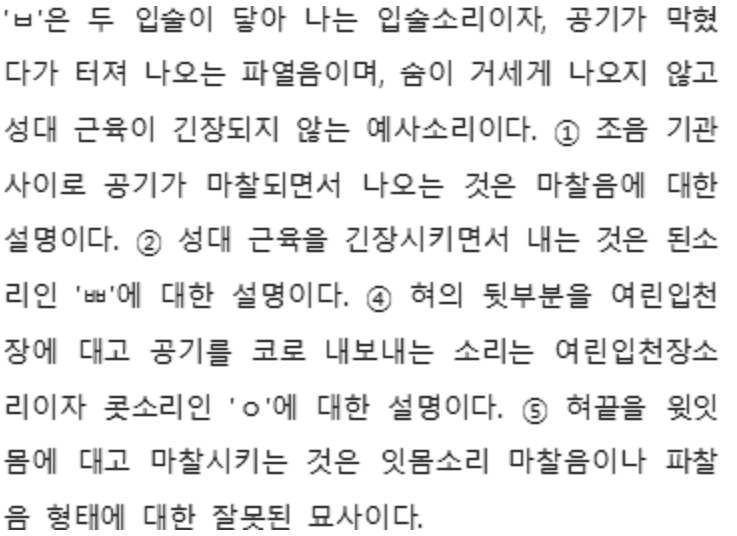 'ㅂ'은 두 입술이 닿아 나는 입술소리이자, 공기가 막혔
다가 터져 나오는 파열음이며, 숨이 거세게 나오지 않고
성대 근육이 긴장되지 않는 예사소리이다. ① 조음 기관
사이로 공기가 마찰되면서 나오는 것은 마찰음에 대한
설명이다. ② 성대 근육을 긴장시키면서 내는 것은 된소
리인 'ㅃ'에 대한 설명이다. ④ 혀의 뒷부분을 여린입천
장에 대고 공기를 코로 내보내는 소리는 여린입천장소
리이자 콧소리인 'ㅇ'에 대한 설명이다. ⑤ 혀끝을 윗잇
몸에 대고 마찰시키는 것은 잇몸소리 마찰음이나 파찰
음 형태에 대한 잘못된 묘사이다.